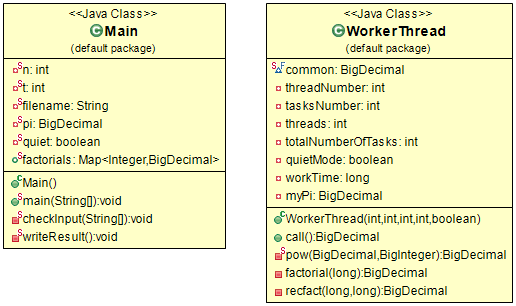 <<Java Class>>
Main
(default package)
n: int
t: int
filename: String
pi: BigDecimal
quiet: boolean
factorials: Map<Integer,BigDecimal>
Main()
main(String[]):void
checkInput(String[]):void
writeResult():void
<<Java Class>>
WorkerThread
(default package)
common: BigDecimal
threadNumber: int
tasksNumber: int
threads: int
totalNumberOfTasks: int
quietMode: boolean
workTime: long
myPi: BigDecimal
WorkerThread(int,int,int,int,boolean)
call():BigDecimal
pow(BigDecimal,BigInteger):BigDecimal
factorial(long):BigDecimal
recfact(long,long):BigDecimal